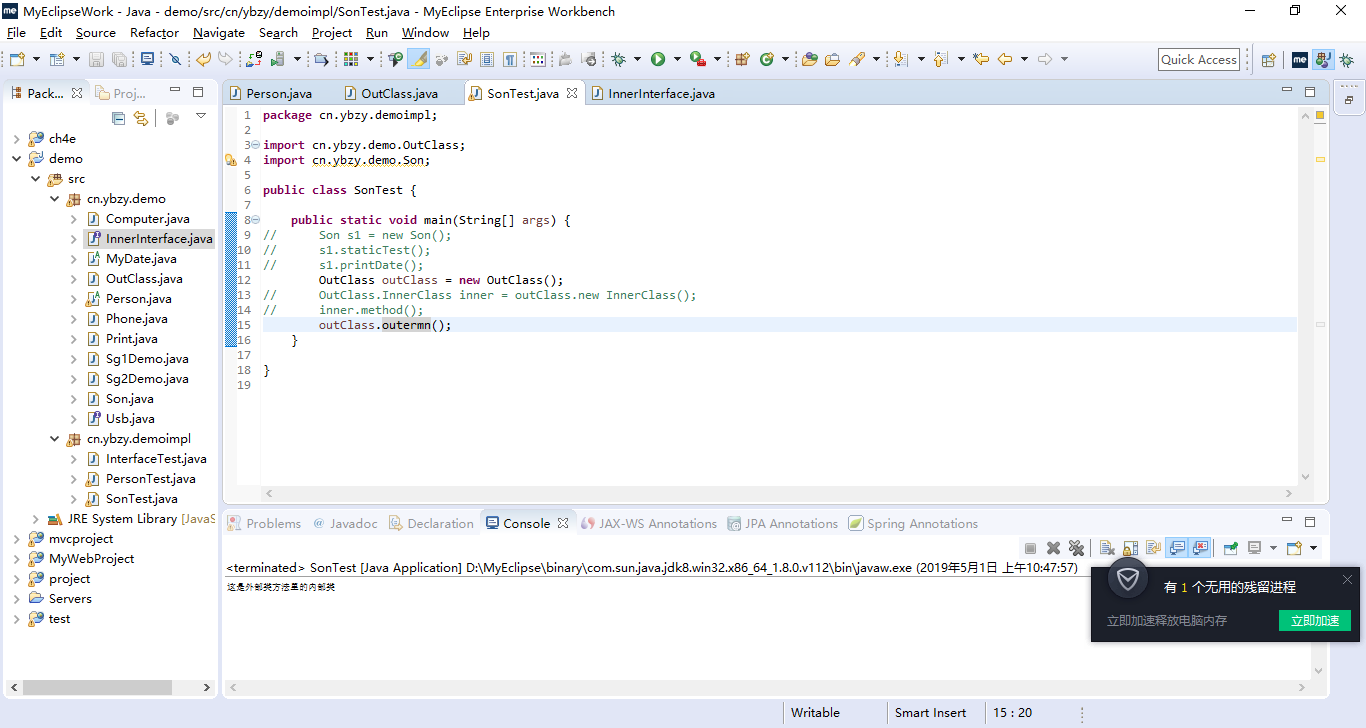 MyEclipseWork - Java - demo/src/cn/ybzy/demoimpl/SonTest.java - MyEclipse Enterprise Workbench
File Edit Source Refactor Navigate Search Project Run Window Help
Quick Access
Pack... Proj...
ch4e
demo
src
cn.ybzy.demo
Computer.java
InnerInterface.java
MyDate.java
OutClass.java
Person.java
Phone.java
Print.java
Sg1Demo.java
Sg2Demo.java
Son.java
Usb.java
cn.ybzy.demoimpl
InterfaceTest.java
PersonTest.java
SonTest.java
JRE System Library [JavaS
mvcproject
MyWebProject
project
Servers
test
Person.java OutClass.java SonTest.java InnerInterface.java
1 package cn.ybzy.demoimpl;
2
3 import cn.ybzy.demo.OutClass;
4 import cn.ybzy.demo.Son;
5
6 public class SonTest {
7
8 public static void main(String[] args) {
9 // Son s1 = new Son();
10 // s1.staticTest();
11 // s1.printDate();
12 OutClass outClass = new OutClass();
13 // OutClass.InnerClass inner = outClass.new InnerClass();
14 // inner.method();
15 outClass.outermn();
16 }
17
18 }
19
Problems @ Javadoc Declaration Console JAX-WS Annotations JPA Annotations Spring Annotations
<terminated> SonTest [Java Application] D:\MyEclipse\binary\com.sun.java.jdk8.win32.x86_64_1.8.0.v112\bin\javaw.exe (2019年5月1日 上午10:47:57)
这是外部类方法里的内部类
有 1 个无用的残留进程
立即加速释放电脑内存 立即加速
Writable Smart Insert 15 : 20